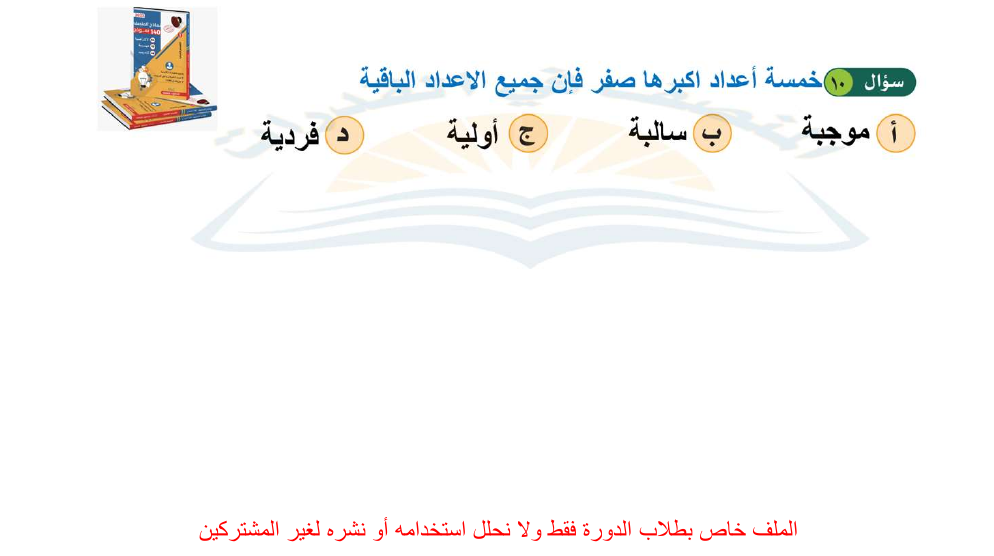 سؤال ١٠ خمسة أعداد اكبرها صفر فإن جميع الاعداد الباقية
أ موجبة ب سالبة ج أولية د فردية
الملف خاص بطلاب الدورة فقط ولا نحلل استخدامه أو نشره لغير المشتركين